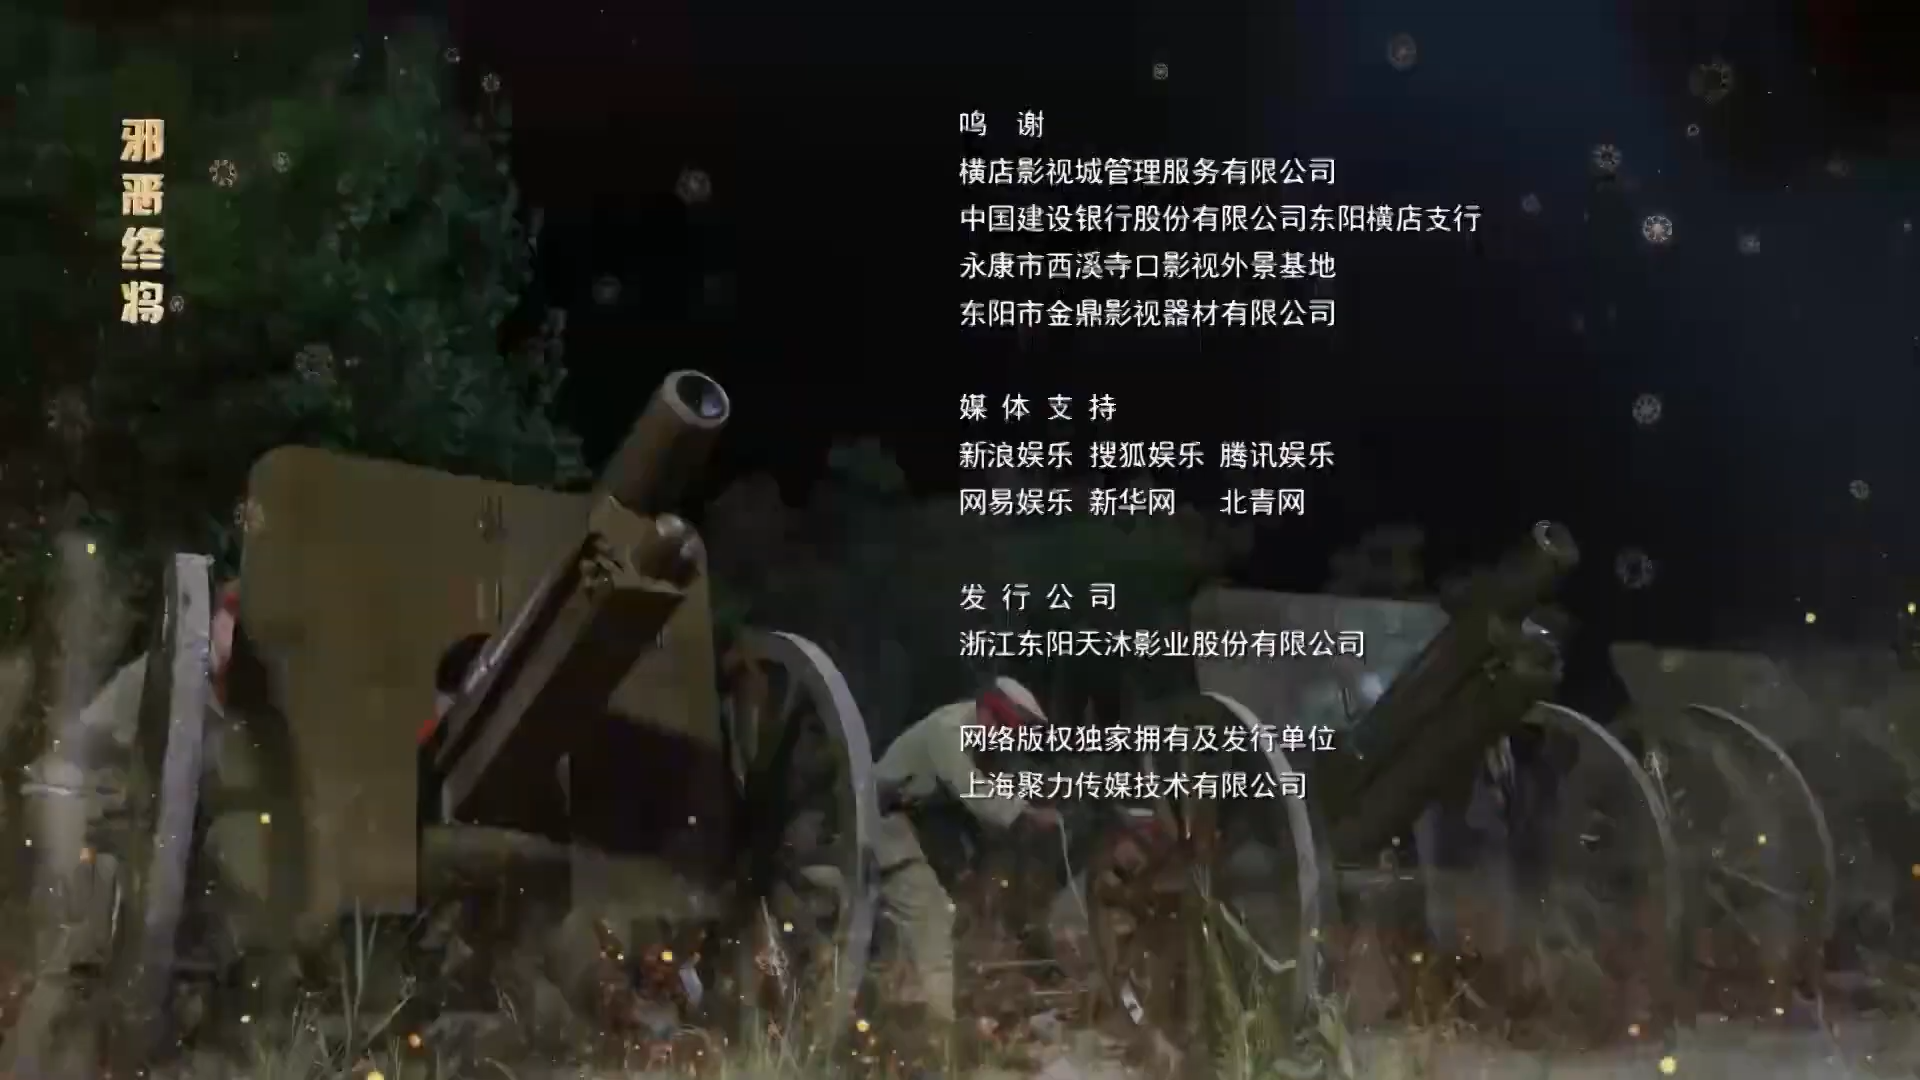 邪恶终将
鸣 谢
横店影视城管理服务有限公司
中国建设银行股份有限公司东阳横店支行
永康市西溪寺口影视外景基地
东阳市金鼎影视器材有限公司
媒 体 支 持
新浪娱乐 搜狐娱乐 腾讯娱乐
网易娱乐 新华网 北青网
发 行 公 司
浙江东阳天沐影业股份有限公司
网络版权独家拥有及发行单位
上海聚力传媒技术有限公司